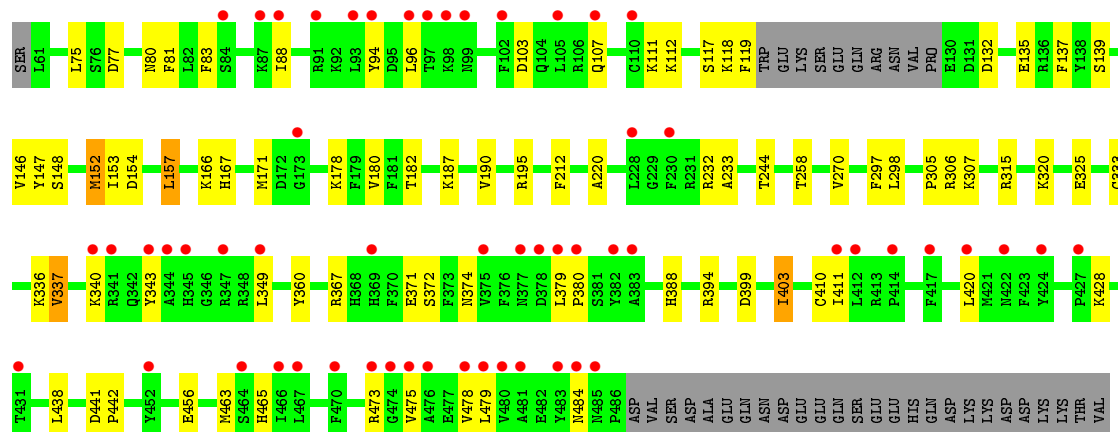 SER L61 L75 S76 D77 N80 F81 L82 F83 S84 K87 I88 R91 K92 L93 Y94 D95 L96 T97 K98 N99 F102 D103 Q104 L105 R106 Q107 C110 K111 K112 S117 K118 F119 TRP GLU LYS SER GLU GLN ARG ASN VAL PRO E130 D131 D132 E135 R136 F137 Y138 S139
V146 Y147 S148 M152 I153 D154 L157 K166 H167 M171 D172 G173 K178 F179 V180 F181 T182 K187 V190 R195 F212 A220 L228 G229 F230 R231 R232 A233 T244 T258 V270 F297 L298 P305 R306 K307 R315 K320 E325
K336 V337 K340 R341 Q342 Y343 A344 H345 G346 R347 R348 L349 Y360 R367 H368 H369 F370 E371 S372 F373 N374 V375 F376 N377 D378 L379 P380 S381 Y382 A383 H388 R394 D399 I403 C410 I411 L412 R413 P414 F417 L420 M421 N422 F423 Y424 P427 K428
T431 L438 D441 P442 Y452 E456 M463 S464 H465 I466 L467 F470 R473 G474 V475 A476 E477 V478 L479 V480 A481 E482 Y483 N484 N485 P486 ASP VAL SER ASP ALA GLU GLU GLN ASN ASP GLU GLU GLN SER GLU GLU HIS GLN ASP LYS LYS ASP ASP LYS LYS THR VAL